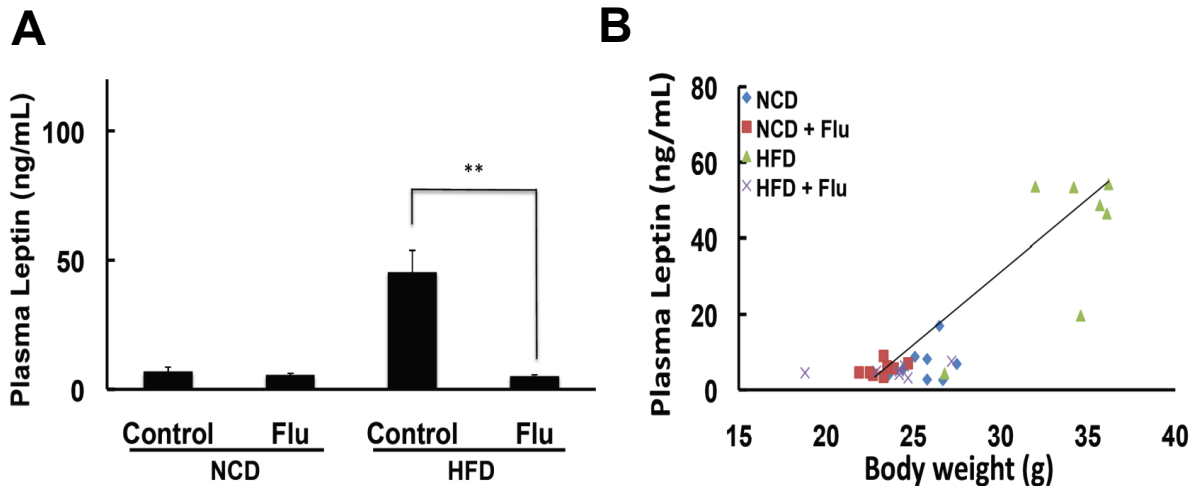 A
Plasma Leptin (ng/mL)
100
50
0
**
Control Flu Control Flu
NCD HFD
B
Plasma Leptin (ng/mL)
80
60
40
20
0
NCD
NCD + Flu
HFD
HFD + Flu
15 20 25 30 35 40
Body weight (g)